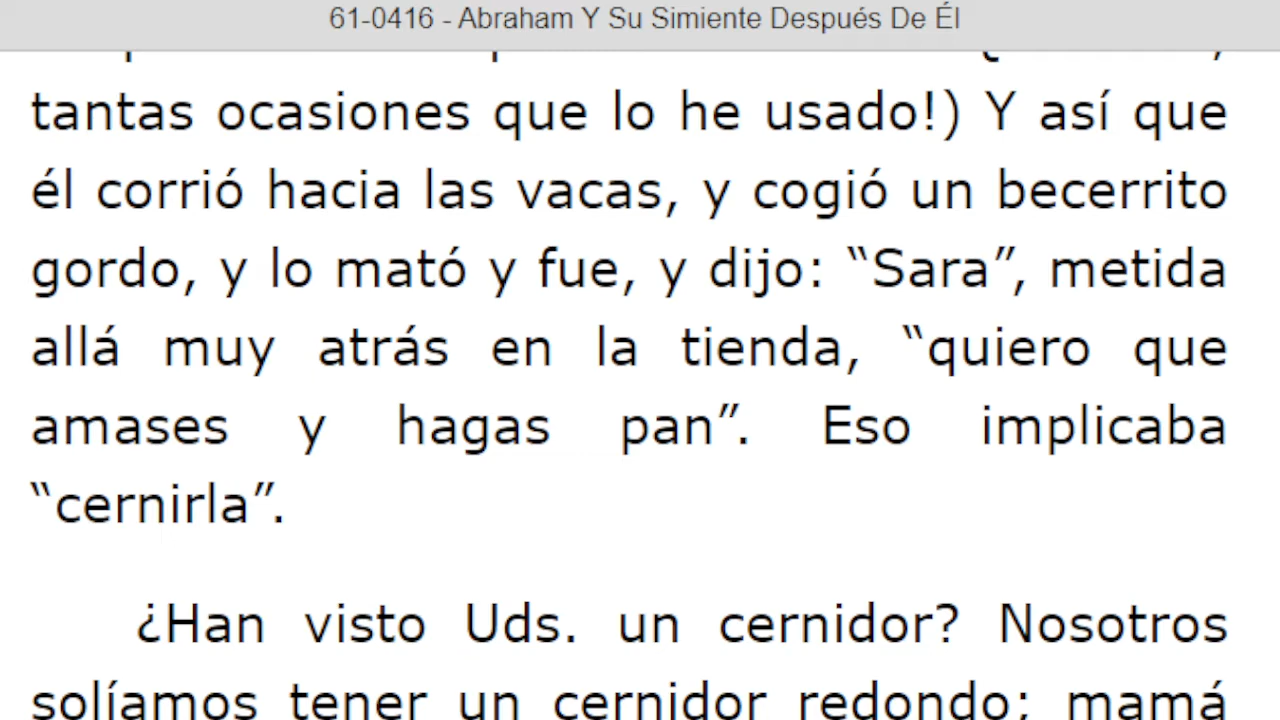 61-0416 - Abraham Y Su Simiente Después De Él
tantas ocasiones que lo he usado!) Y así que
él corrió hacia las vacas, y cogió un becerrito
gordo, y lo mató y fue, y dijo: “Sara”, metida
allá muy atrás en la tienda, “quiero que
amases y hagas pan”. Eso implicaba
“cernirla”.
¿Han visto Uds. un cernidor? Nosotros
solíamos tener un cernidor redondo; mamá